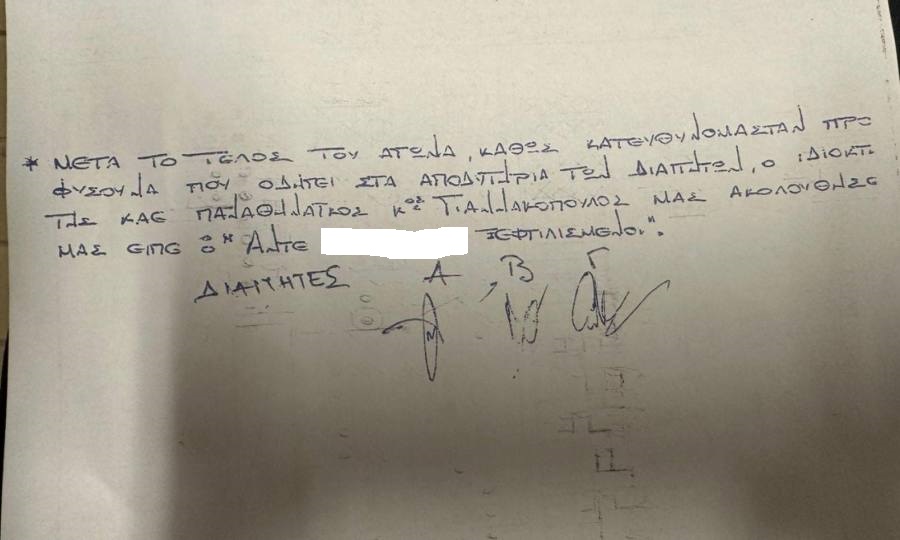 * ΜΕΤΑ ΤΟ ΤΕΛΟΣ ΤΟΥ ΑΓΩΝΑ, ΚΑΘΩΣ ΚΑΤΕΥΘΥΝΟΜΑΣΤΑΝ ΠΡΟΣ
ΦΥΣΟΥΝΑ ΠΟΥ ΟΔΗΓΕΙ ΣΤΑ ΑΠΟΔΥΤΗΡΙΑ ΤΩΝ ΔΙΑΙΤΗΤΩΝ, Ο ΙΔΙΟΚΤΗ
ΤΗΣ ΚΑΕ ΠΑΝΑΘΗΝΑΪΚΟΣ ΚΟΣ ΓΙΑΝΝΑΚΟΠΟΥΛΟΣ ΜΑΣ ΑΚΟΛΟΥΘΗΣΕ
ΜΑΣ ΕΙΠΕ : "ΑΝΤΕ ΞΕΦΤΙΛΙΣΜΕΝΟΙ".
ΔΙΑΙΤΗΤΕΣ Α Β Γ